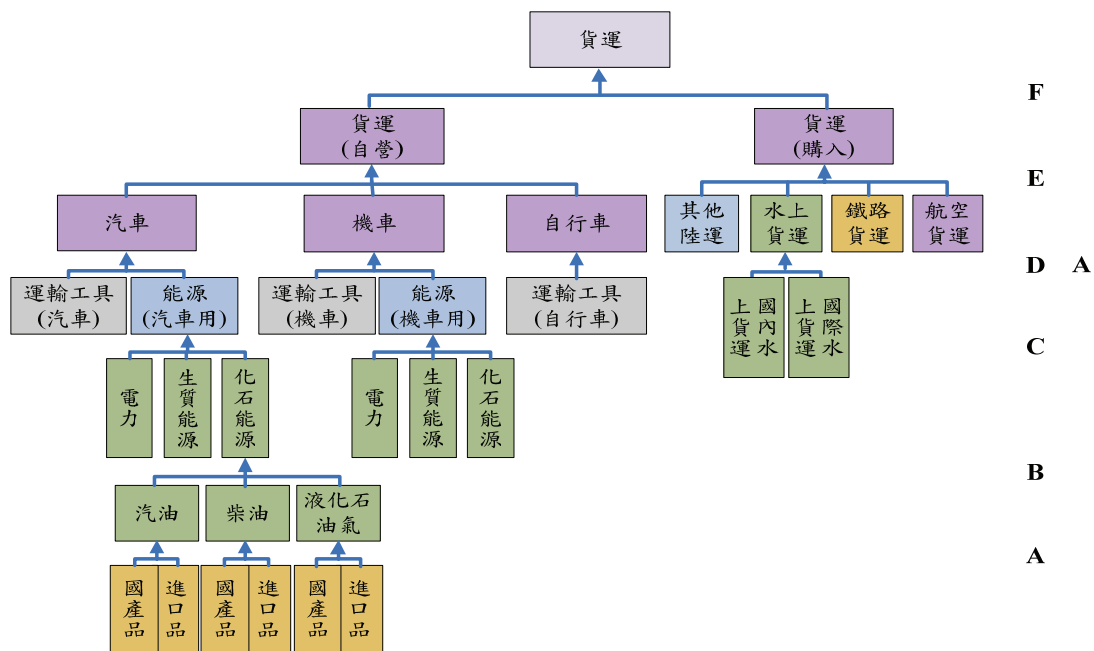 貨運
F
貨運
(自營)
貨運
(購入)
E
汽車
機車
自行車
其他
陸運
水上
貨運
鐵路
貨運
航空
貨運
D
A
運輸工具
(汽車)
能源
(汽車用)
運輸工具
(機車)
能源
(機車用)
運輸工具
(自行車)
國內水
上貨運
國際水
上貨運
C
電力
生質能源
化石能源
電力
生質能源
化石能源
B
汽油
柴油
液化石
油氣
A
國產品
進口品
國產品
進口品
國產品
進口品